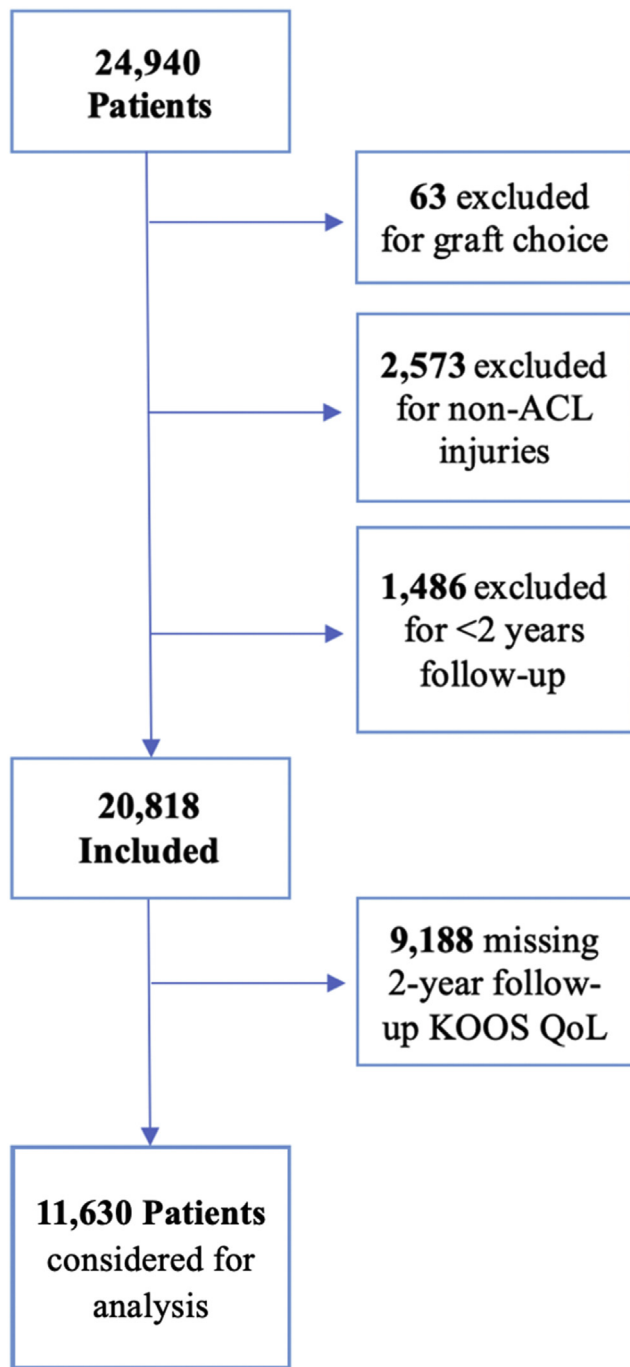 24,940
Patients
63 excluded
for graft choice
2,573 excluded
for non-ACL
injuries
1,486 excluded
for <2 years
follow-up
20,818
Included
9,188 missing
2-year follow-
up KOOS QoL
11,630 Patients
considered for
analysis